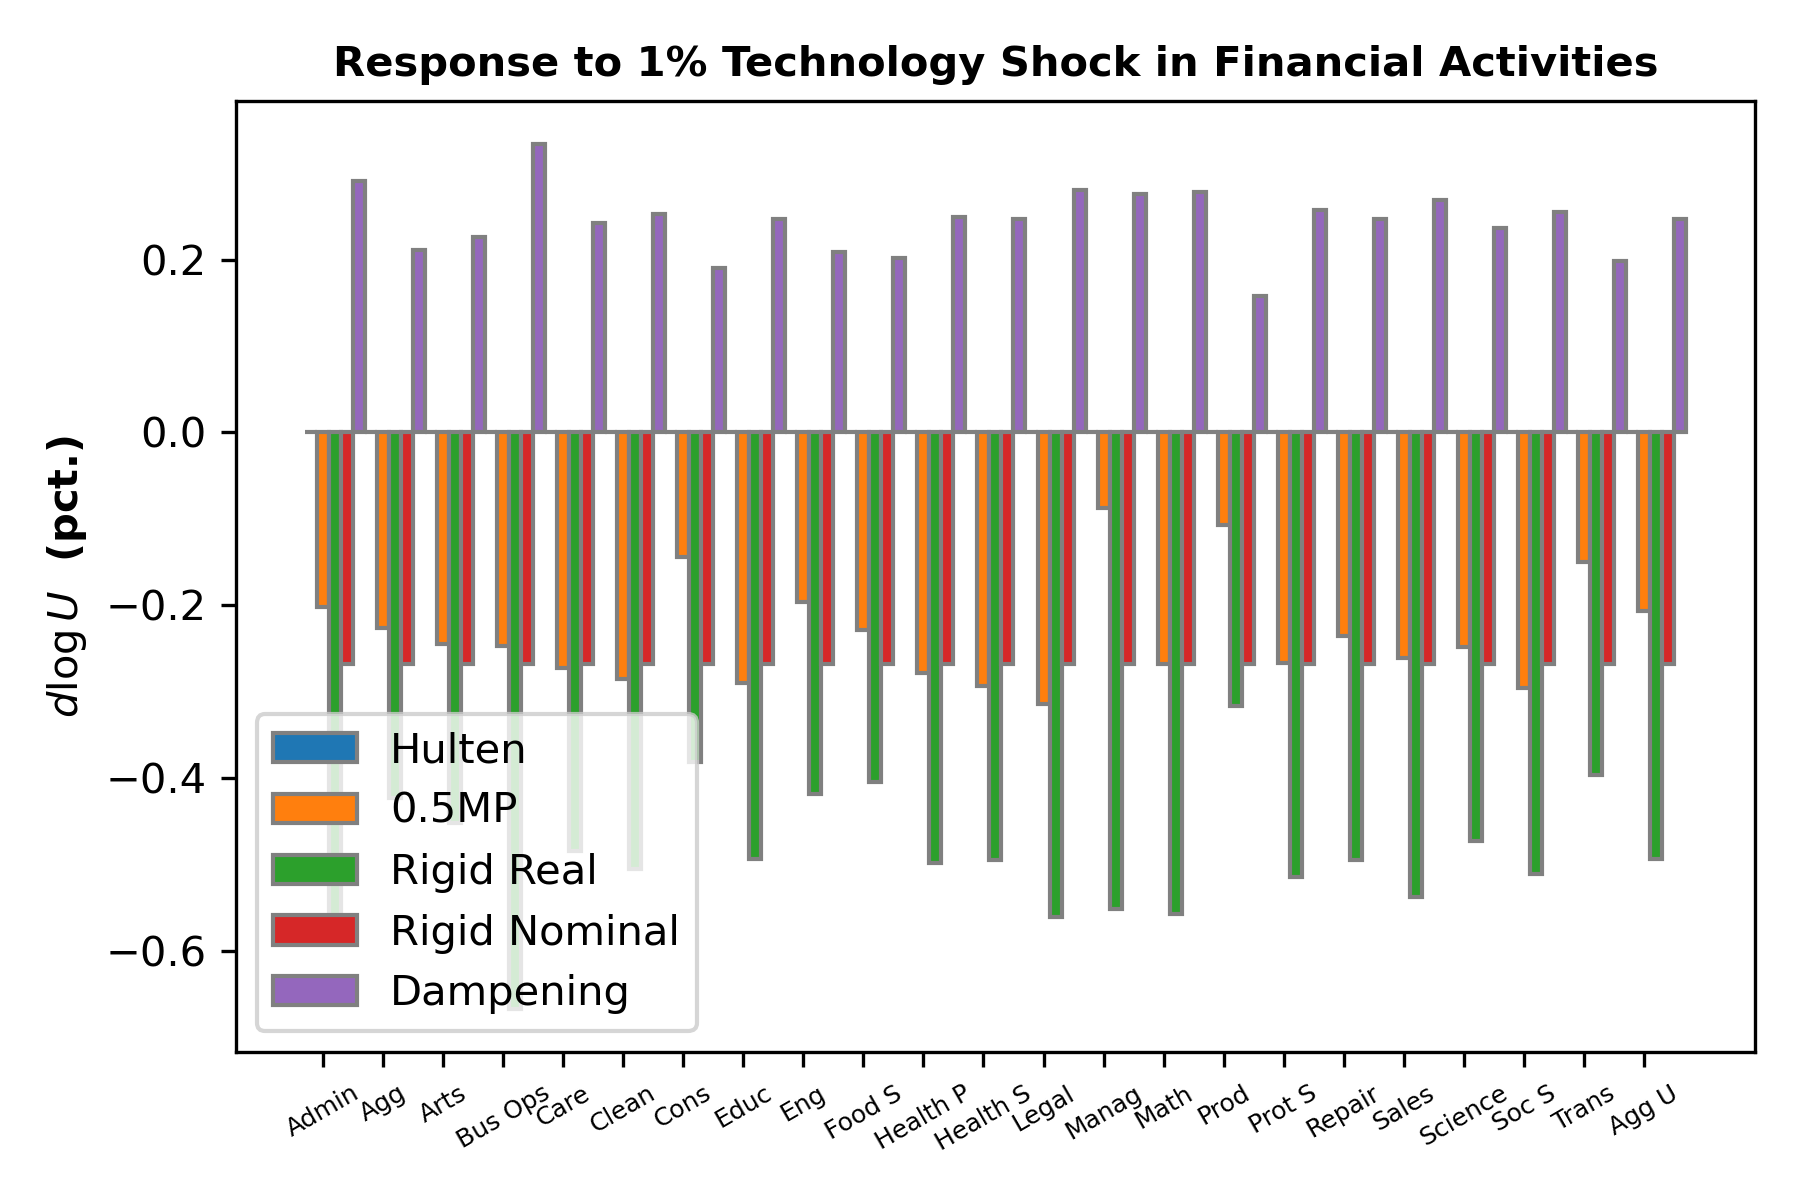 Response to 1% Technology Shock in Financial Activities
dlog U (pct.)
0.2
0.0
−0.2
−0.4
−0.6
Hulten
0.5MP
Rigid Real
Rigid Nominal
Dampening
Admin
Agg
Arts
Bus Ops
Care
Clean
Cons
Educ
Eng
Food S
Health P
Health S
Legal
Manag
Math
Prod
Prot S
Repair
Sales
Science
Soc S
Trans
Agg U